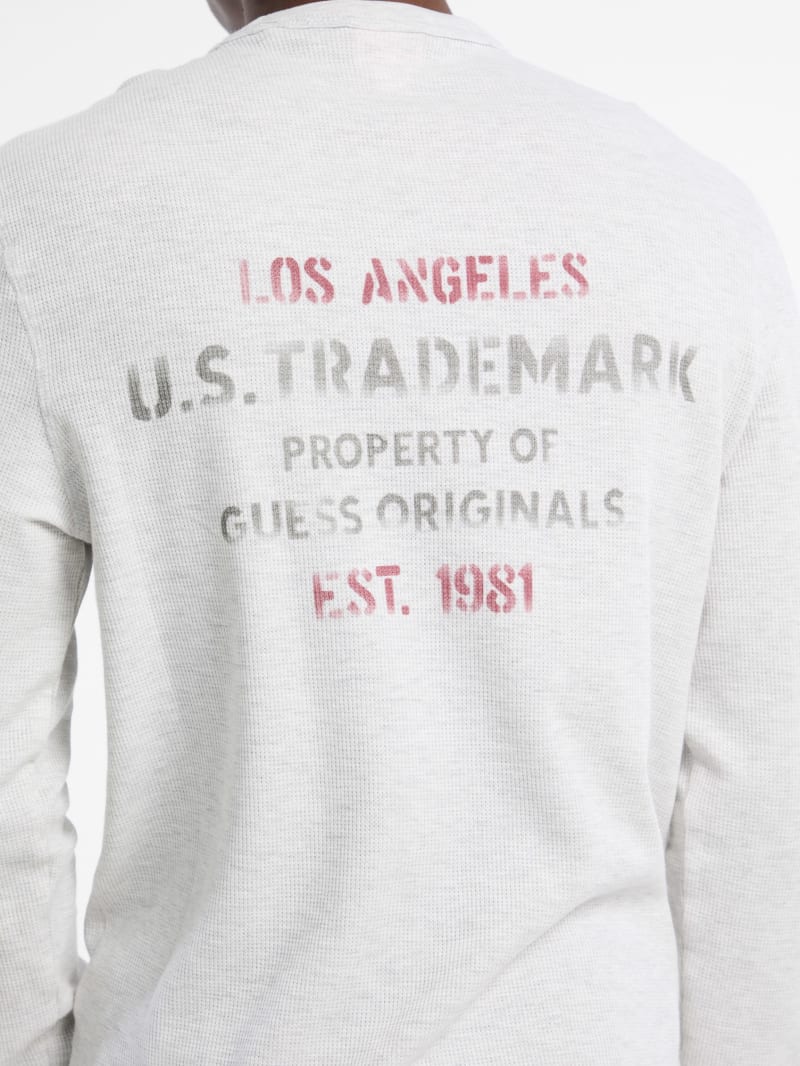 LOS ANGELES
U.S. TRADEMARK
PROPERTY OF
GUESS ORIGINALS
EST. 1981